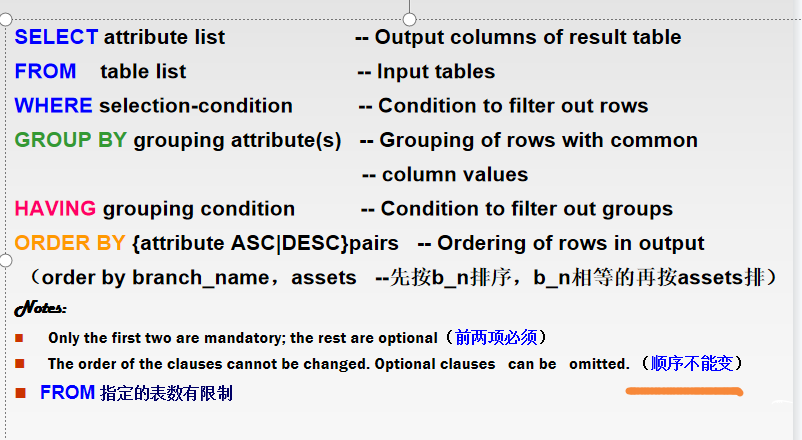 SELECT attribute list -- Output columns of result table
FROM table list -- Input tables
WHERE selection-condition -- Condition to filter out rows
GROUP BY grouping attribute(s) -- Grouping of rows with common
-- column values
HAVING grouping condition -- Condition to filter out groups
ORDER BY {attribute ASC|DESC}pairs -- Ordering of rows in output
（order by branch_name，assets --先按b_n排序，b_n相等的再按assets排）
Notes:
Only the first two are mandatory; the rest are optional（前两项必须）
The order of the clauses cannot be changed. Optional clauses can be omitted.（顺序不能变）
FROM 指定的表数有限制